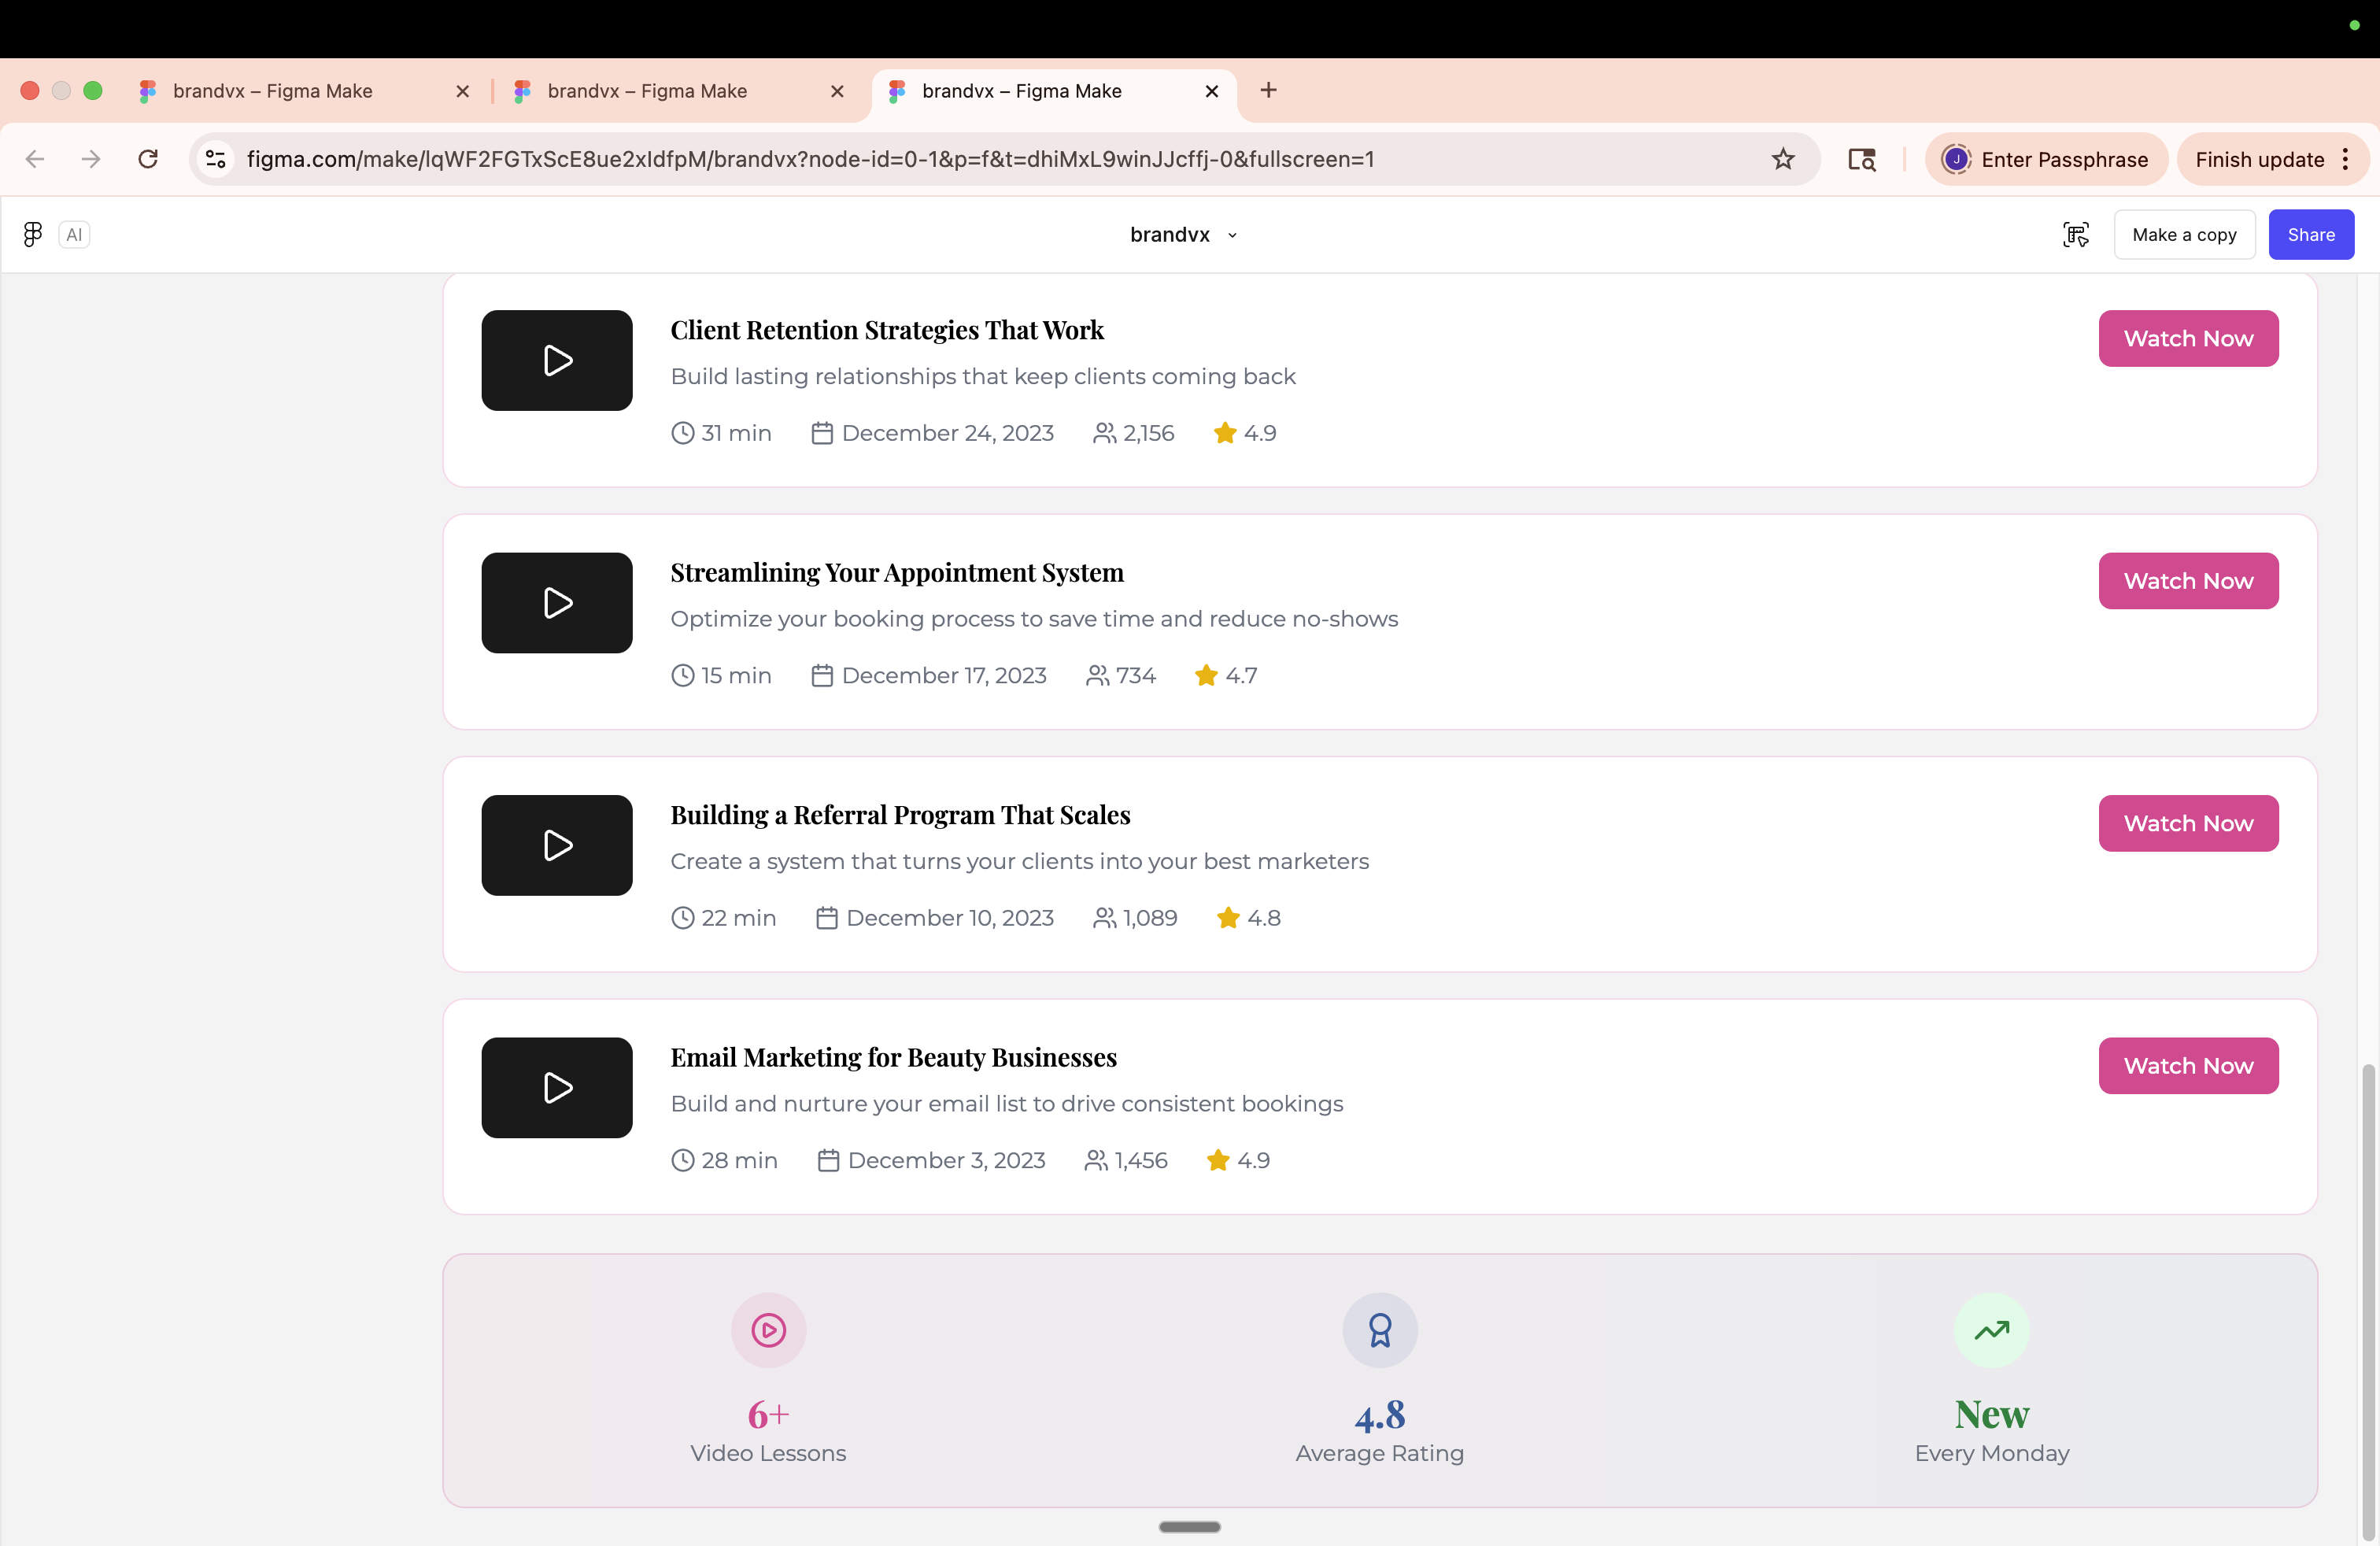 brandvx – Figma Make
brandvx – Figma Make
brandvx – Figma Make
figma.com/make/lqWF2FGTxScE8ue2xIdfpM/brandvx?node-id=0-1&p=f&t=dhiMxL9winJJcffj-0&fullscreen=1
J
Enter Passphrase
Finish update
AI
brandvx
Make a copy
Share
Client Retention Strategies That Work
Watch Now
Build lasting relationships that keep clients coming back
31 min December 24, 2023 2,156 4.9
Streamlining Your Appointment System
Watch Now
Optimize your booking process to save time and reduce no-shows
15 min December 17, 2023 734 4.7
Building a Referral Program That Scales
Watch Now
Create a system that turns your clients into your best marketers
22 min December 10, 2023 1,089 4.8
Email Marketing for Beauty Businesses
Watch Now
Build and nurture your email list to drive consistent bookings
28 min December 3, 2023 1,456 4.9
6+
Video Lessons
4.8
Average Rating
New
Every Monday